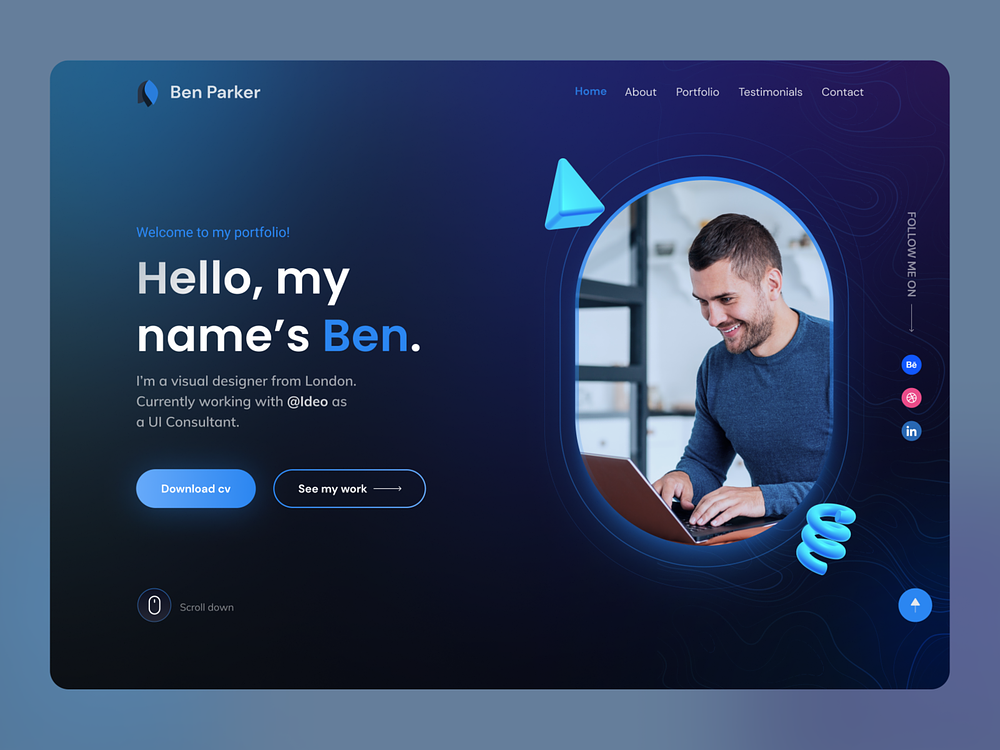 Ben Parker
Home About Portfolio Testimonials Contact
Welcome to my portfolio!
Hello, my
name’s Ben.
I’m a visual designer from London.
Currently working with @Ideo as
a UI Consultant.
Download cv
See my work
Scroll down
FOLLOW ME ON
Bē
in